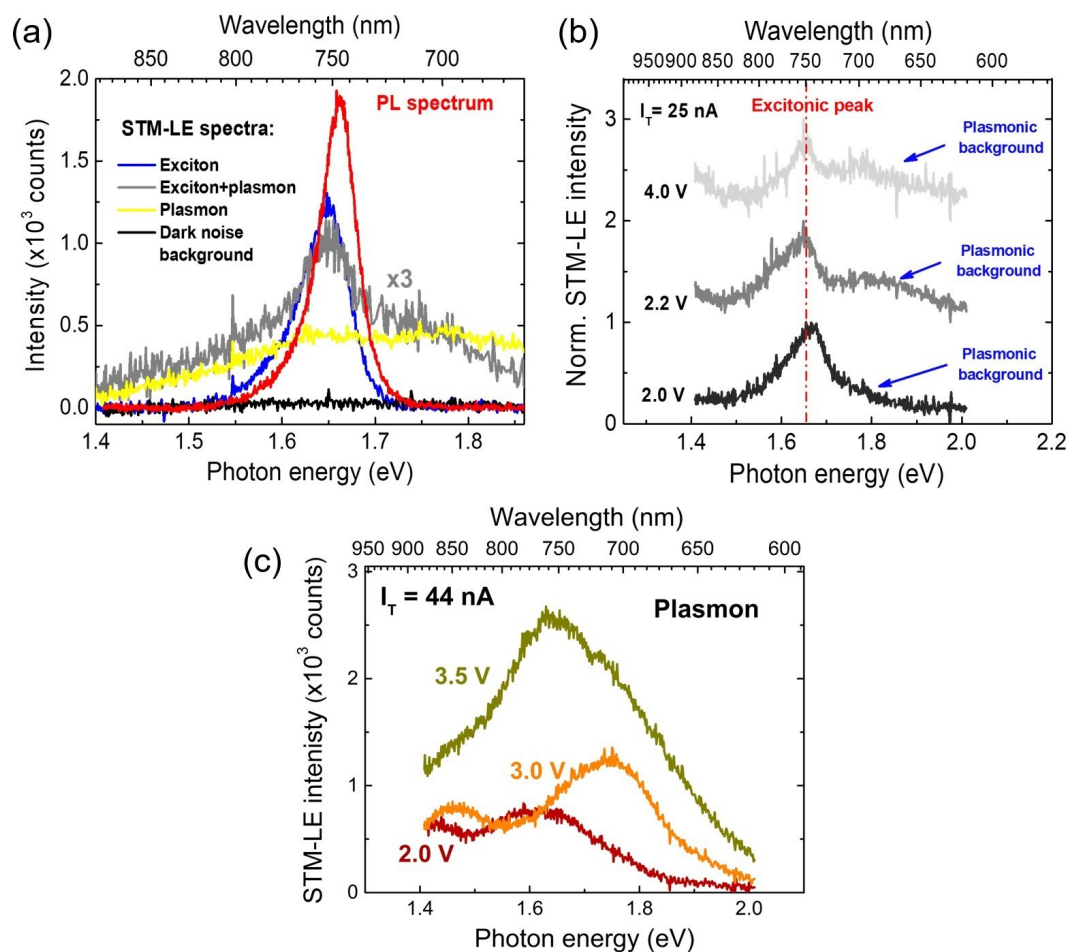 (a)
Wavelength (nm)
850 800 750 700
2.0
1.5
1.0
0.5
0.0
Intensity (x10³ counts)
PL spectrum
STM-LE spectra:
Exciton
Exciton+plasmon
Plasmon
Dark noise
background
x3
1.4 1.5 1.6 1.7 1.8
Photon energy (eV)
(b)
Wavelength (nm)
950 900 850 800 750 700 650 600
Norm. STM-LE intensity
3
2
1
0
I_T = 25 nA
Excitonic peak
Plasmonic
background
4.0 V
Plasmonic
background
2.2 V
Plasmonic
background
2.0 V
1.4 1.6 1.8 2.0 2.2
Photon energy (eV)
(c)
Wavelength (nm)
950 900 850 800 750 700 650 600
STM-LE intenisty (x10³ counts)
3
2
1
0
I_T = 44 nA
Plasmon
3.5 V
3.0 V
2.0 V
1.4 1.6 1.8 2.0
Photon energy (eV)